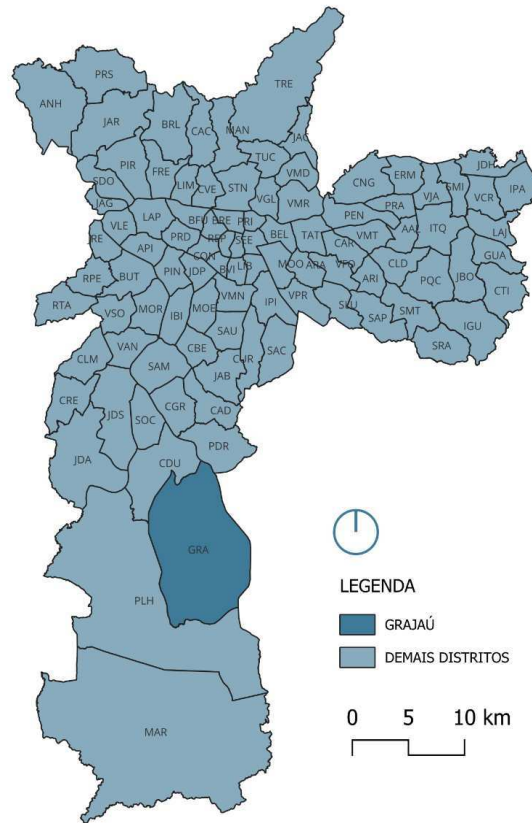 TRE
PRS
ANH
JAR
BRL
CAC
MAN
JAC
TUC
PIR
FRE
VMD
CNG
ERM
JDH
SDO
LIM
CVE
STN
VGL
VMR
PRA
VJA
GMI
VCR
IPA
JAG
LAP
BFU
BRE
PRI
PEN
VLE
PRD
REP
SEE
BEL
TAT
CAR
VMT
AAL
ITQ
LAJ
JRE
API
CON
GUA
RPE
BUT
PIN
JDP
BVI
LIB
MOO
ARA
VFO
ARI
CLD
PQC
JBO
CTI
RTA
VSO
MOR
IBI
MOE
VMN
IPI
VPR
SLU
SAP
SMT
IGU
CLM
VAN
CBE
SAU
CUR
SAC
SRA
SAM
JAB
CRE
JDS
SOC
CGR
CAD
JDA
CDU
PDR
GRA
PLH
MAR
LEGENDA
GRAJAÚ
DEMAIS DISTRITOS
0 5 10 km